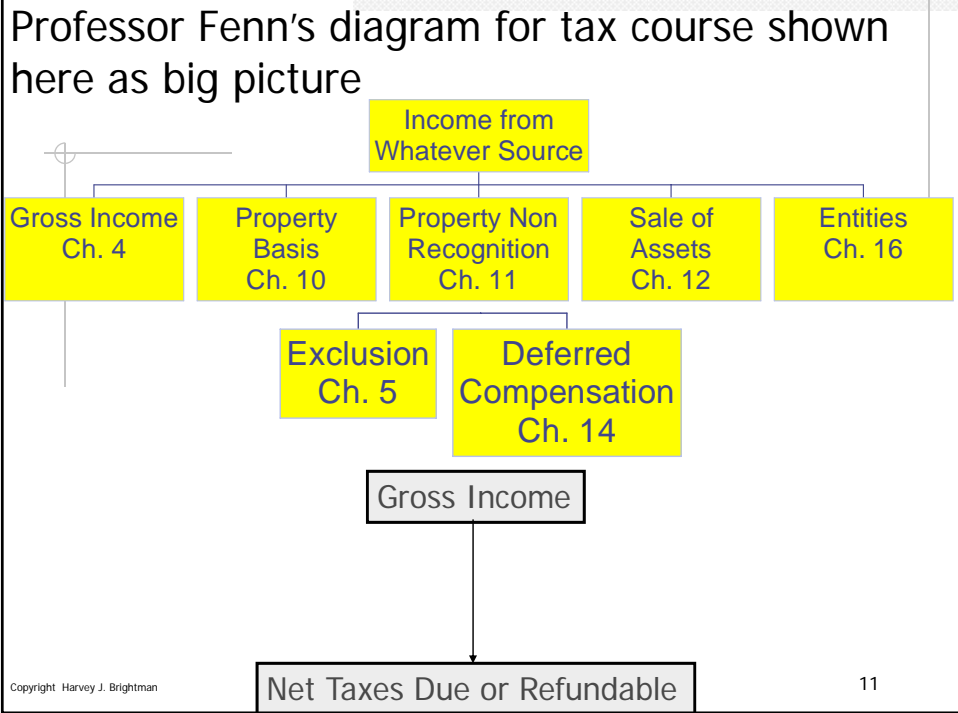 Professor Fenn's diagram for tax course shown
here as big picture
Income from
Whatever Source
Gross Income
Ch. 4
Property
Basis
Ch. 10
Property Non
Recognition
Ch. 11
Sale of
Assets
Ch. 12
Entities
Ch. 16
Exclusion
Ch. 5
Deferred
Compensation
Ch. 14
Gross Income
Net Taxes Due or Refundable
Copyright Harvey J. Brightman
11